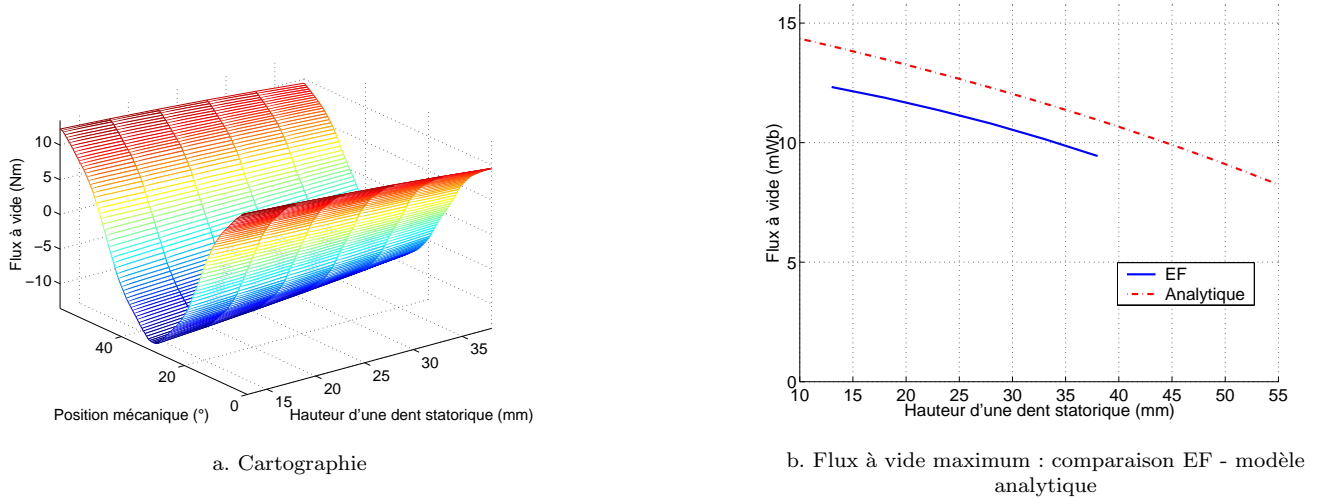 10
5
0
−5
−10
Flux à vide (Nm)
40
20
0
15
20
25
30
35
Position mécanique (°)
Hauteur d'une dent statorique (mm)
a. Cartographie
15
10
5
0
Flux à vide (mWb)
EF
Analytique
10 15 20 25 30 35 40 45 50 55
Hauteur d'une dent statorique (mm)
b. Flux à vide maximum : comparaison EF - modèle
analytique